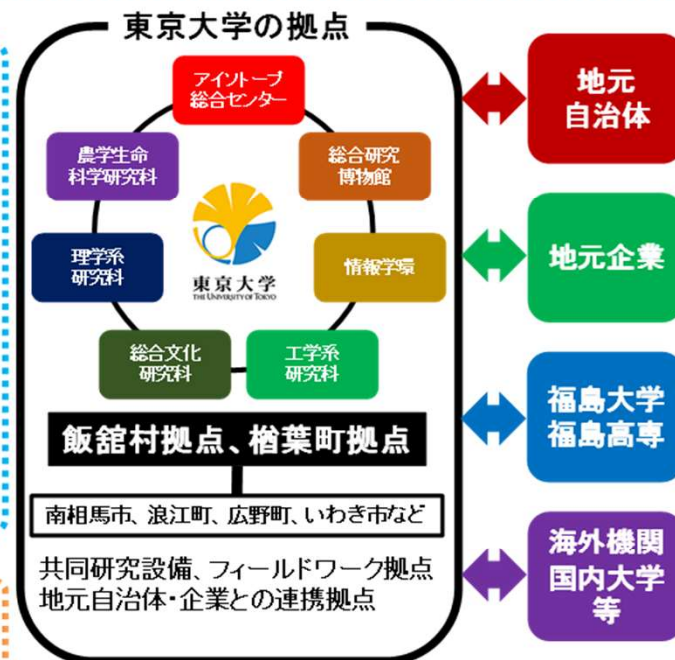 東京大学の拠点
アイソトープ
総合センター
農学生命
科学研究科
総合研究
博物館
理学系
研究科
東京大学
THE UNIVERSITY OF TOKYO
情報学環
総合文化
研究科
工学系
研究科
飯舘村拠点、楢葉町拠点
南相馬市、浪江町、広野町、いわき市など
共同研究設備、フィールドワーク拠点
地元自治体・企業との連携拠点
地元
自治体
地元企業
福島大学
福島高専
海外機関
国内大学
等